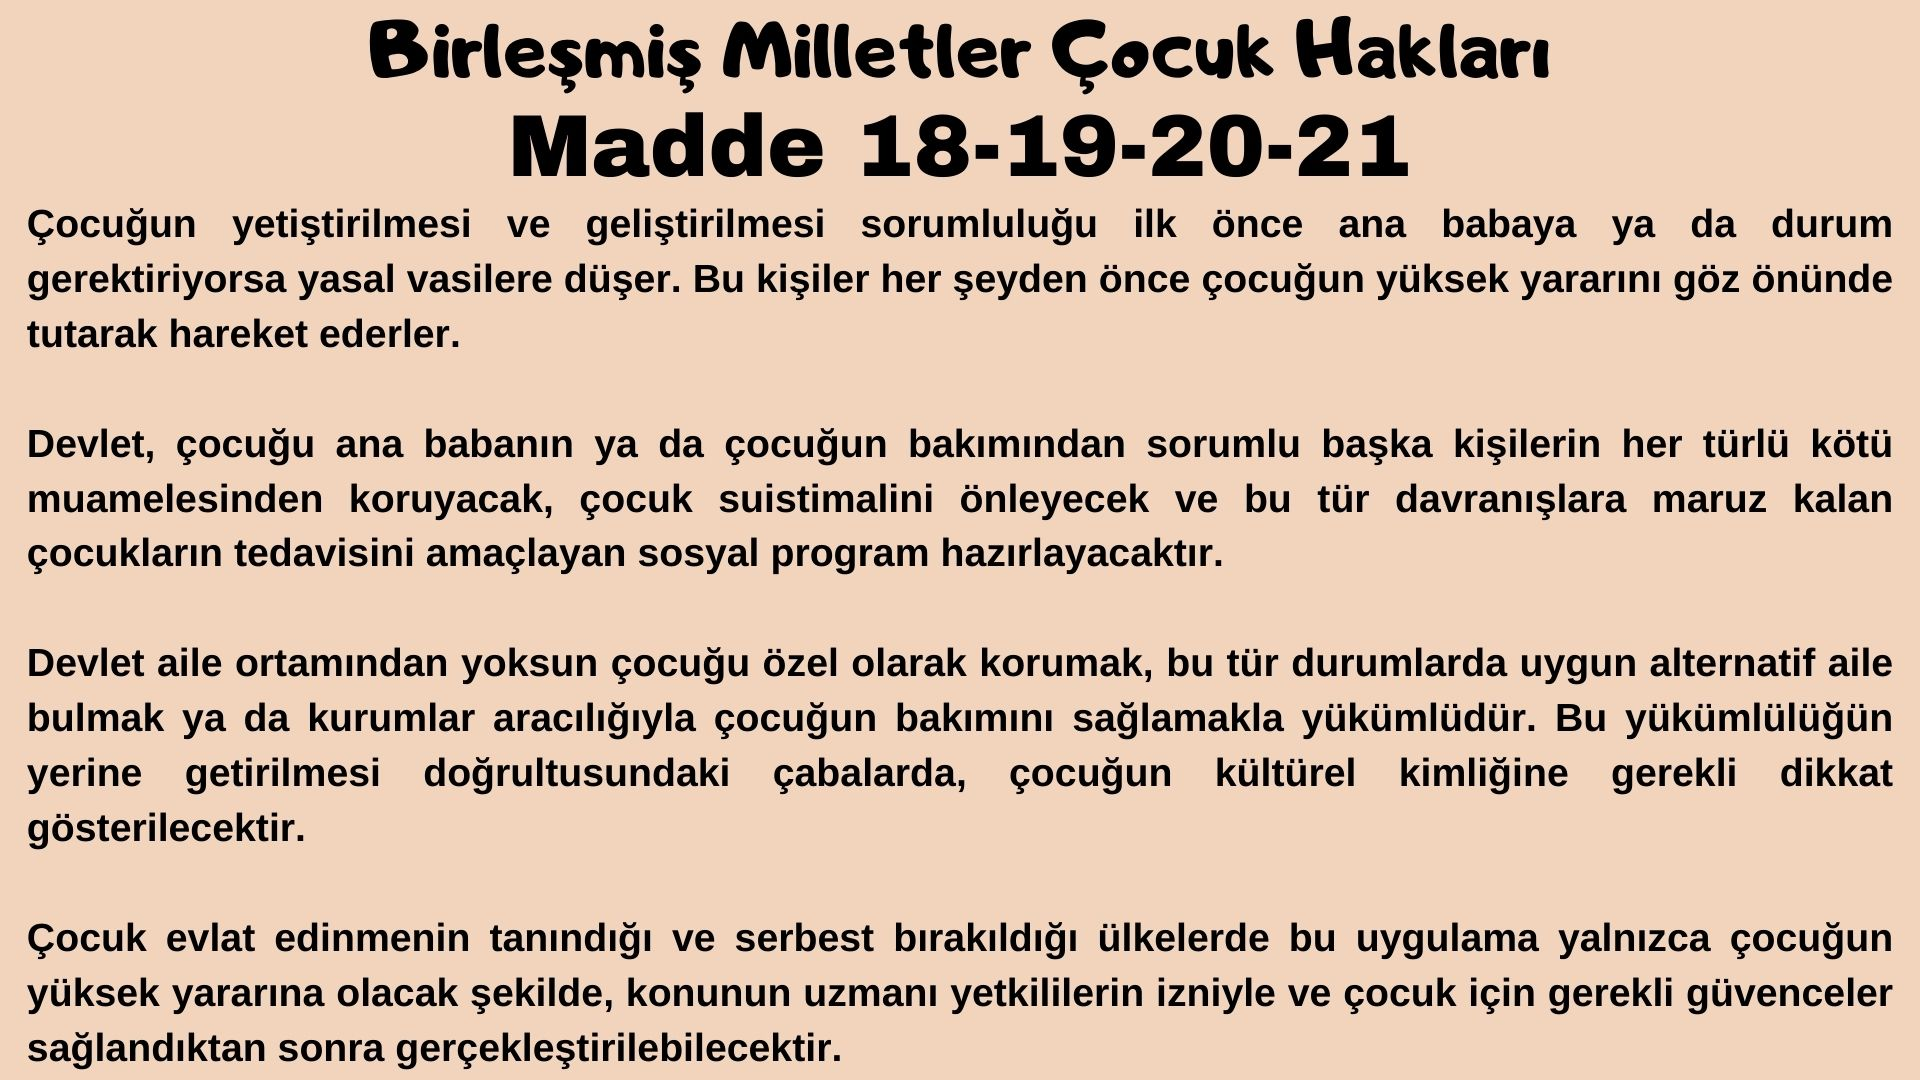 Birleşmiş Milletler Çocuk Hakları
Madde 18-19-20-21
Çocuğun yetiştirilmesi ve geliştirilmesi sorumluluğu ilk önce ana babaya ya da durum
gerektiriyorsa yasal vasilere düşer. Bu kişiler her şeyden önce çocuğun yüksek yararını göz önünde
tutarak hareket ederler.
Devlet, çocuğu ana babanın ya da çocuğun bakımından sorumlu başka kişilerin her türlü kötü
muamelesinden koruyacak, çocuk suistimalini önleyecek ve bu tür davranışlara maruz kalan
çocukların tedavisini amaçlayan sosyal program hazırlayacaktır.
Devlet aile ortamından yoksun çocuğu özel olarak korumak, bu tür durumlarda uygun alternatif aile
bulmak ya da kurumlar aracılığıyla çocuğun bakımını sağlamakla yükümlüdür. Bu yükümlülüğün
yerine getirilmesi doğrultusundaki çabalarda, çocuğun kültürel kimliğine gerekli dikkat
gösterilecektir.
Çocuk evlat edinmenin tanındığı ve serbest bırakıldığı ülkelerde bu uygulama yalnızca çocuğun
yüksek yararına olacak şekilde, konunun uzmanı yetkililerin izniyle ve çocuk için gerekli güvenceler
sağlandıktan sonra gerçekleştirilebilecektir.